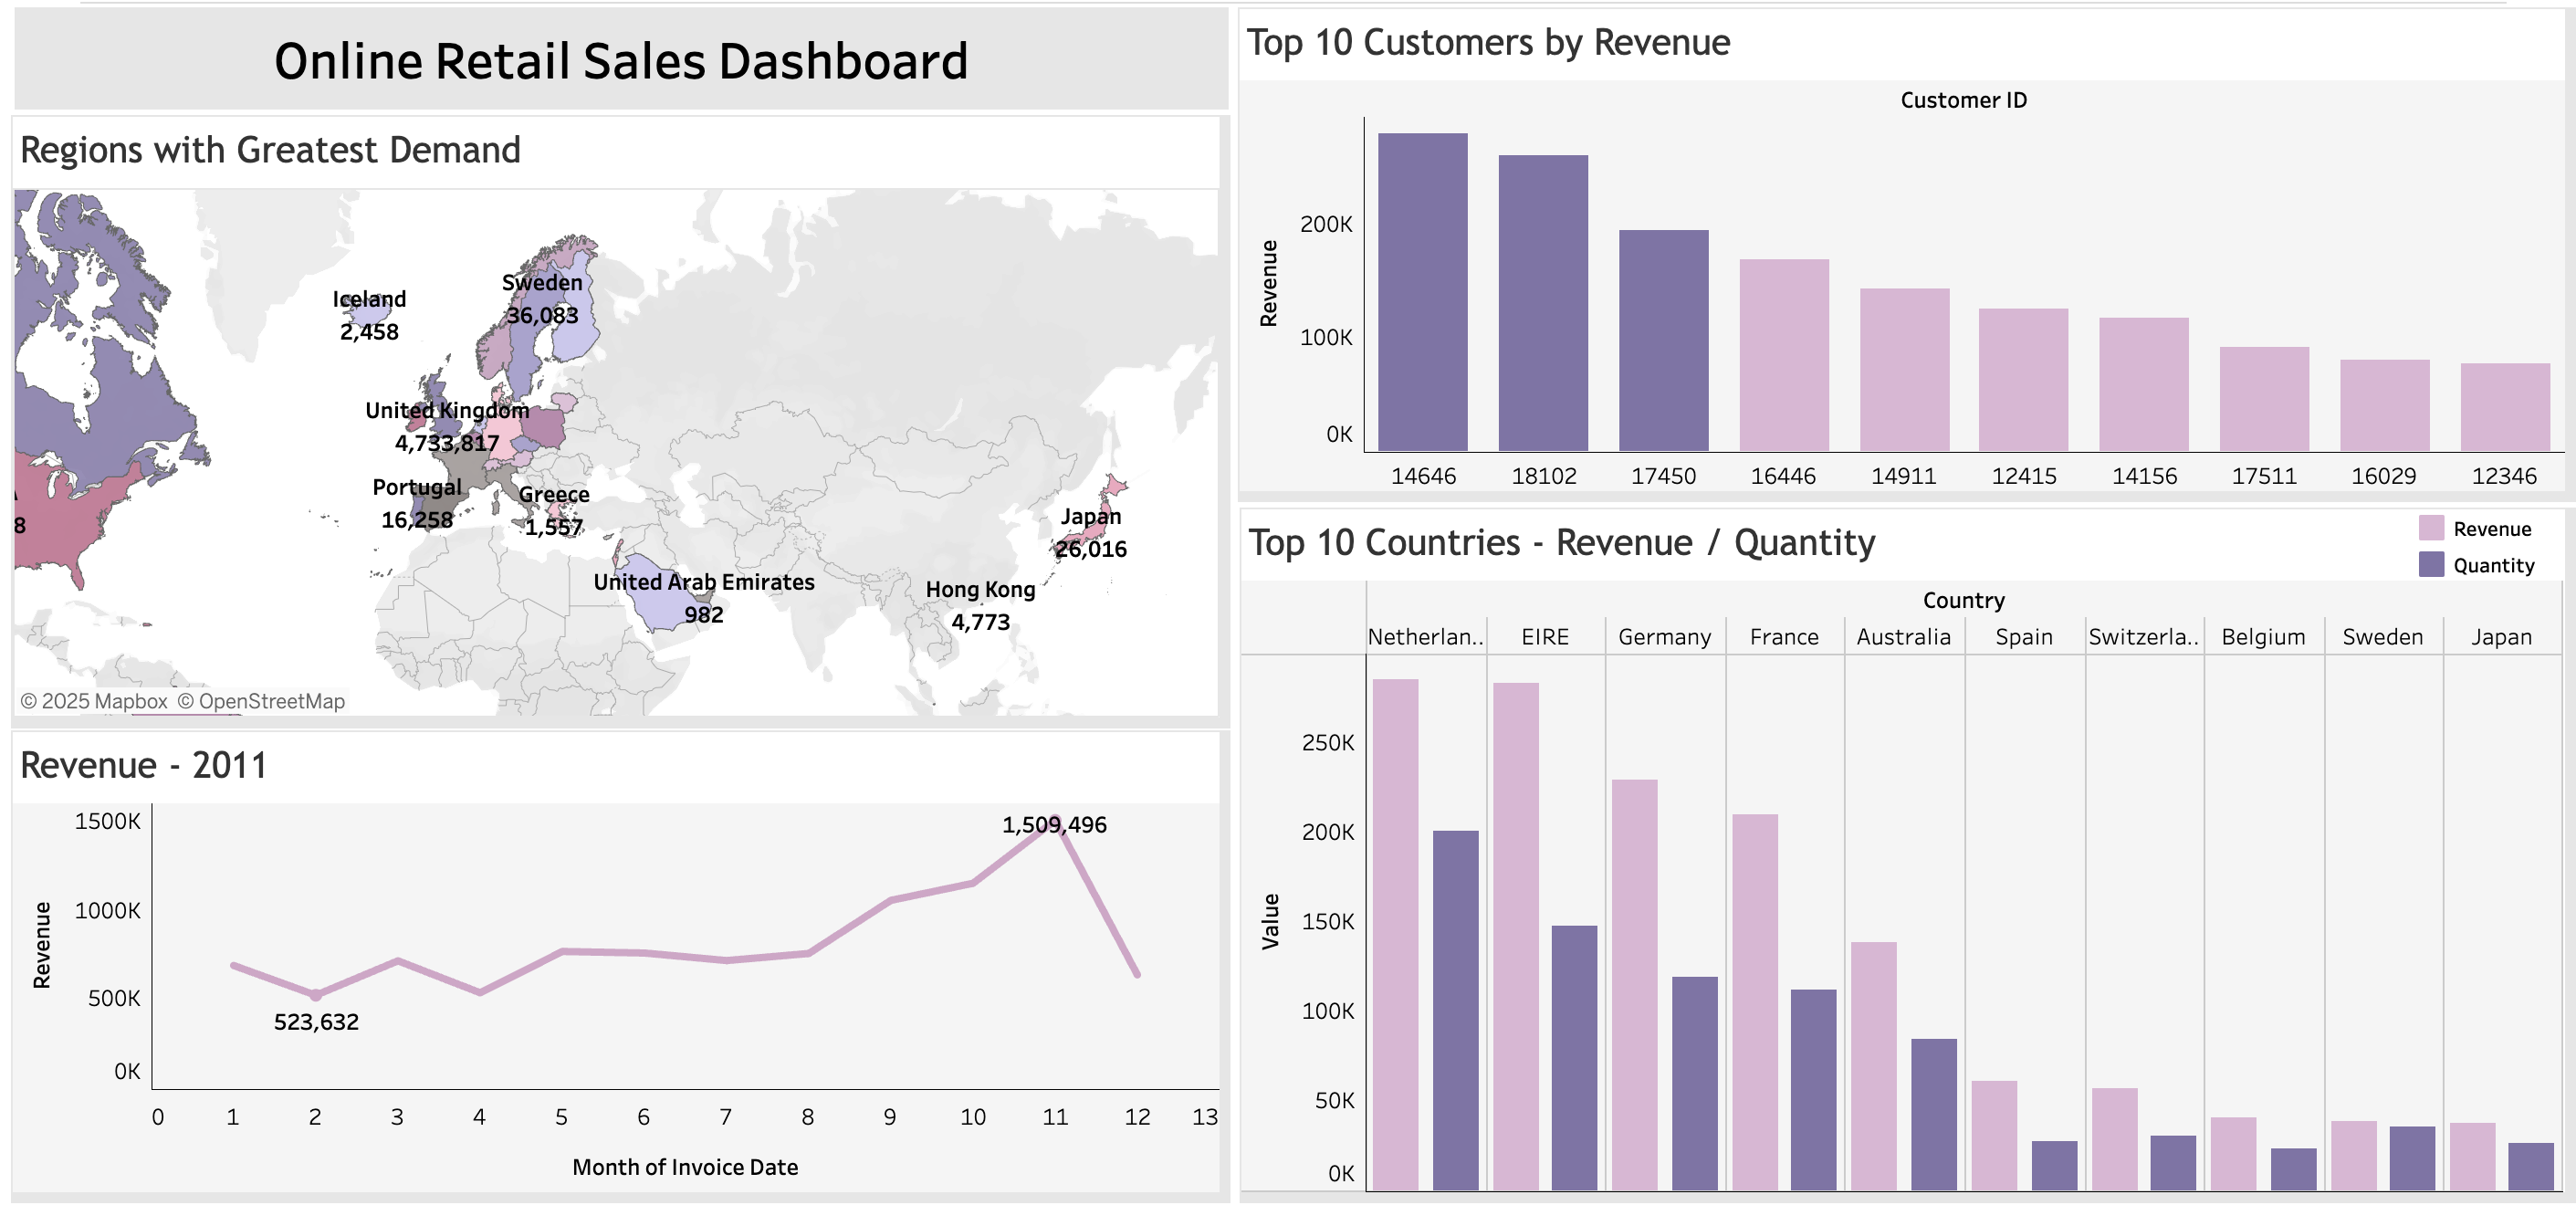 Online Retail Sales Dashboard
Regions with Greatest Demand
Iceland
2,458
Sweden
36,083
United Kingdom
4,733,817
Portugal
16,258
Greece
1,557
8
United Arab Emirates
982
Hong Kong
4,773
Japan
26,016
© 2025 Mapbox © OpenStreetMap
Revenue - 2011
Revenue
1500K
1000K
500K
0K
1,509,496
523,632
0 1 2 3 4 5 6 7 8 9 10 11 12 13
Month of Invoice Date
Top 10 Customers by Revenue
Customer ID
Revenue
200K
100K
0K
14646 18102 17450 16446 14911 12415 14156 17511 16029 12346
Top 10 Countries - Revenue / Quantity
Revenue
Quantity
Country
Netherlan.. EIRE Germany France Australia Spain Switzerla.. Belgium Sweden Japan
Value
250K
200K
150K
100K
50K
0K